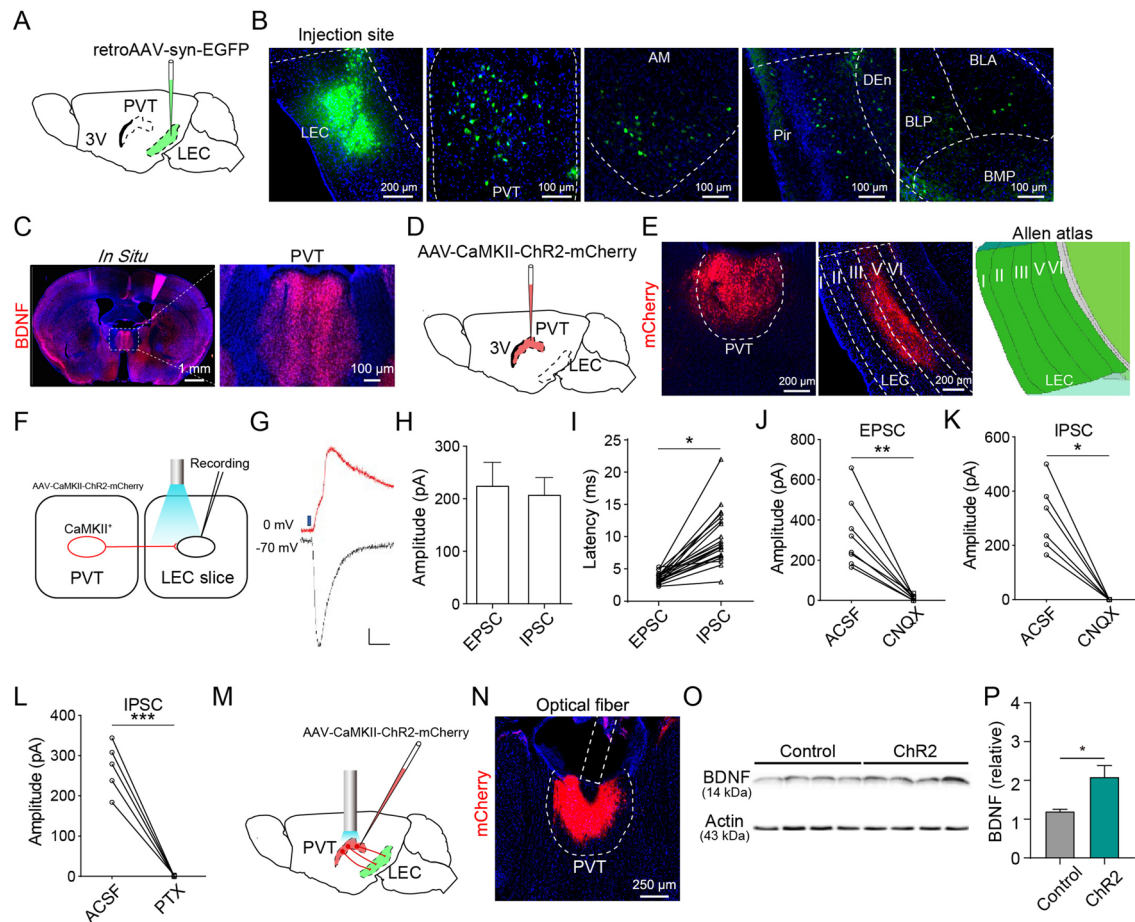 A
retroAAV-syn-EGFP
PVT
3V
LEC
B
Injection site
LEC
200 µm
PVT
100 µm
AM
100 µm
DEn
Pir
100 µm
BLA
BLP
BMP
100 µm
C
In Situ
BDNF
1 mm
PVT
100 µm
D
AAV-CaMKII-ChR2-mCherry
PVT
3V
LEC
E
mCherry
PVT
200 µm
I
II
III
V
VI
LEC
200 µm
Allen atlas
I
II
III
V
VI
LEC
F
Recording
AAV-CaMKII-ChR2-mCherry
CaMKII⁺
PVT
LEC slice
G
0 mV
-70 mV
H
Amplitude (pA)
300
200
100
0
EPSC
IPSC
I
Latency (ms)
25
20
15
10
5
0
*
EPSC
IPSC
J
EPSC
Amplitude (pA)
800
600
400
200
0
**
ACSF
CNQX
K
IPSC
Amplitude (pA)
600
400
200
0
*
ACSF
CNQX
L
IPSC
Amplitude (pA)
400
300
200
100
0
***
ACSF
PTX
M
AAV-CaMKII-ChR2-mCherry
PVT
LEC
N
Optical fiber
mCherry
PVT
250 µm
O
Control
ChR2
BDNF
(14 kDa)
Actin
(43 kDa)
P
BDNF (relative)
4
3
2
1
0
*
Control
ChR2